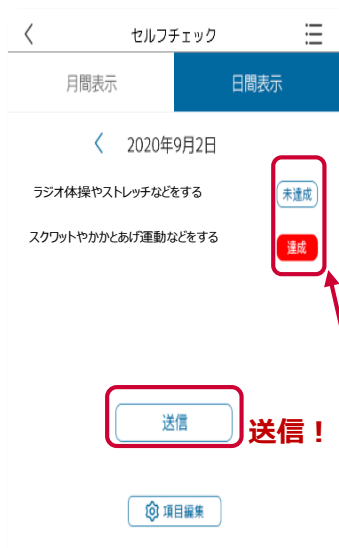 セルフチェック
月間表示 日間表示
2020年9月2日
ラジオ体操やストレッチなどをする 未達成
スクワットやかかとあげ運動などをする 達成
送信 送信！
項目編集